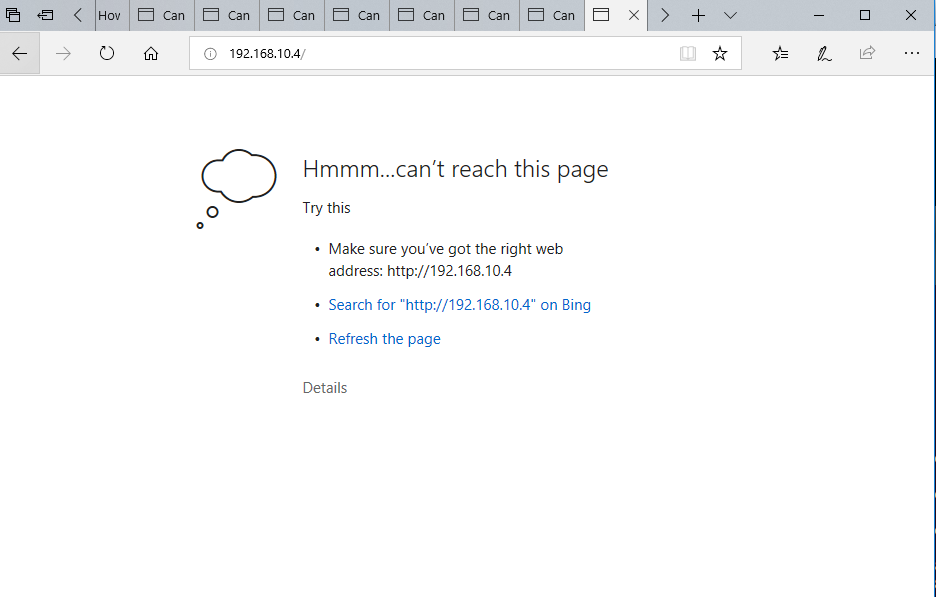 How Can Can Can Can Can Can Can
192.168.10.4/
Hmmm...can't reach this page
Try this
• Make sure you've got the right web
address: http://192.168.10.4
• Search for "http://192.168.10.4" on Bing
• Refresh the page
Details